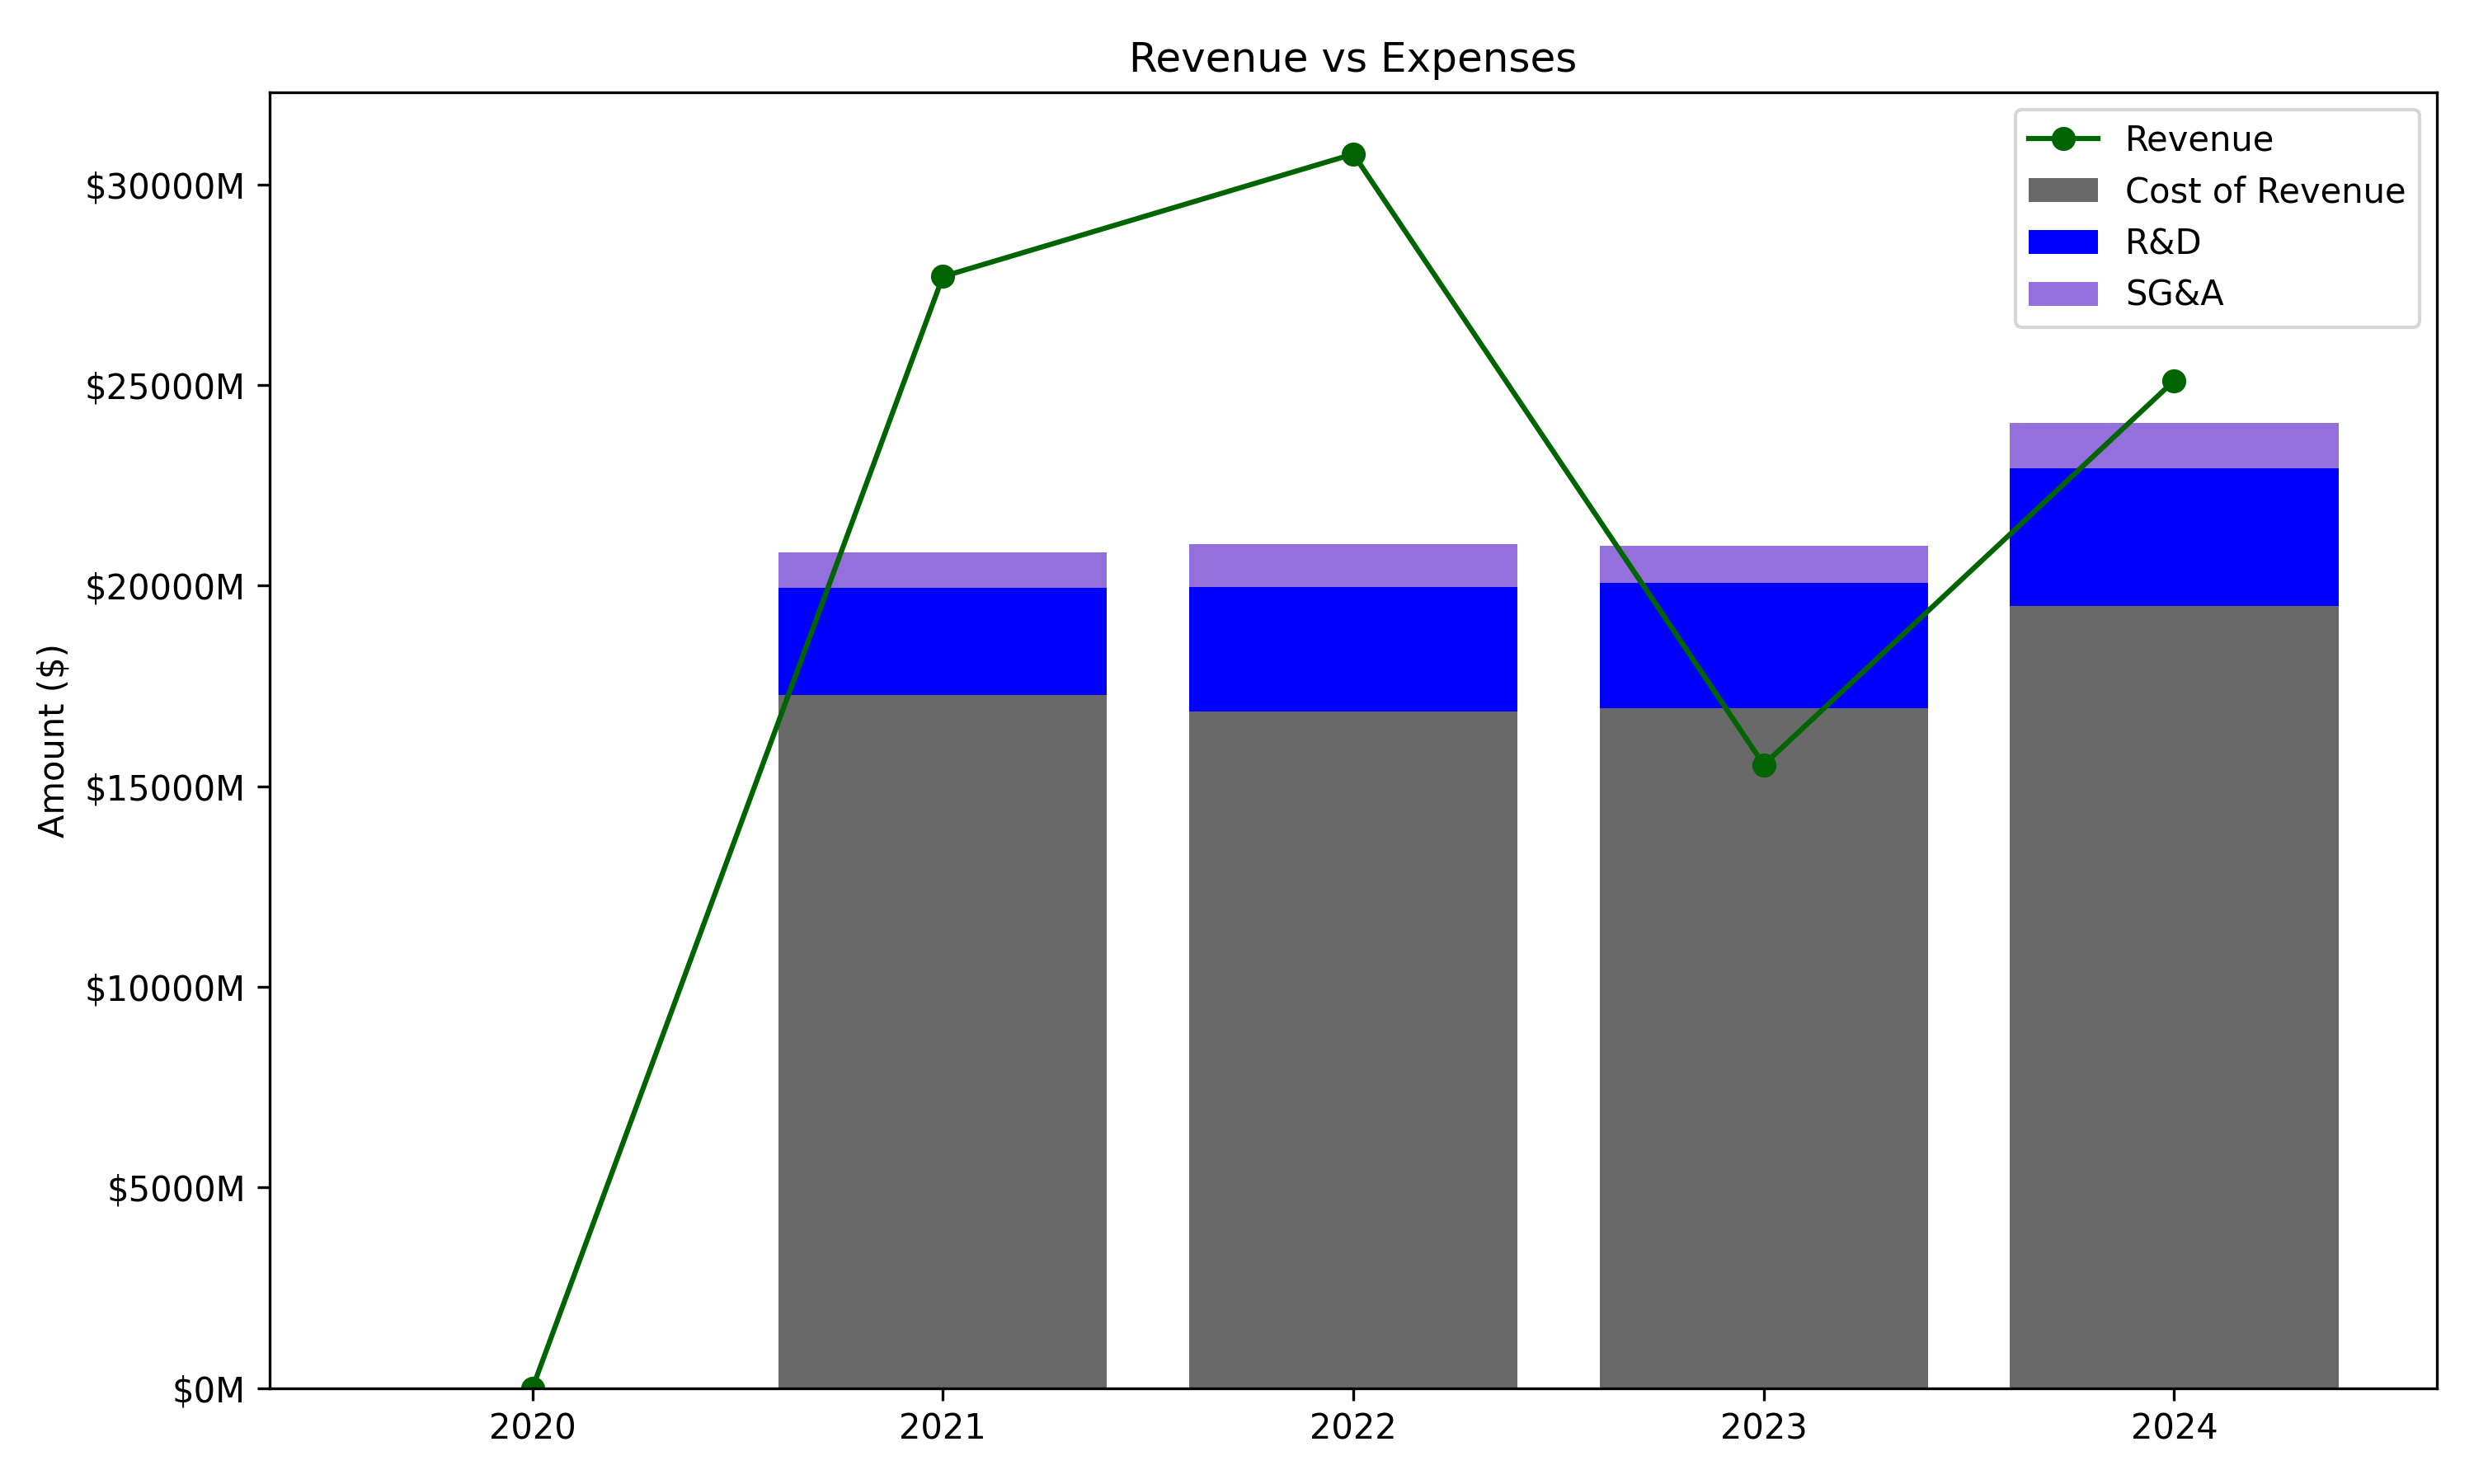 Revenue vs Expenses
Revenue
Cost of Revenue
R&D
SG&A
Amount ($)
$30000M
$25000M
$20000M
$15000M
$10000M
$5000M
$0M
2020
2021
2022
2023
2024